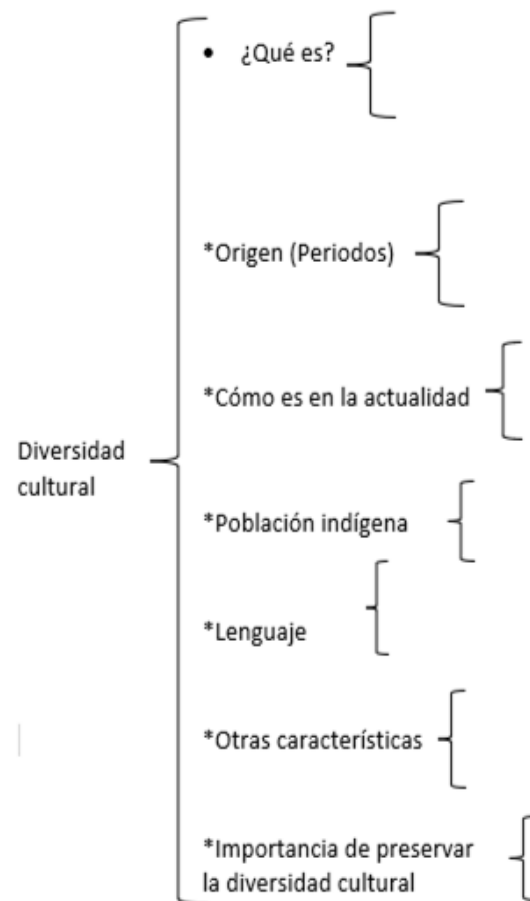 • ¿Qué es?
*Origen (Periodos)
*Cómo es en la actualidad
Diversidad
cultural
*Población indígena
*Lenguaje
*Otras características
*Importancia de preservar
la diversidad cultural